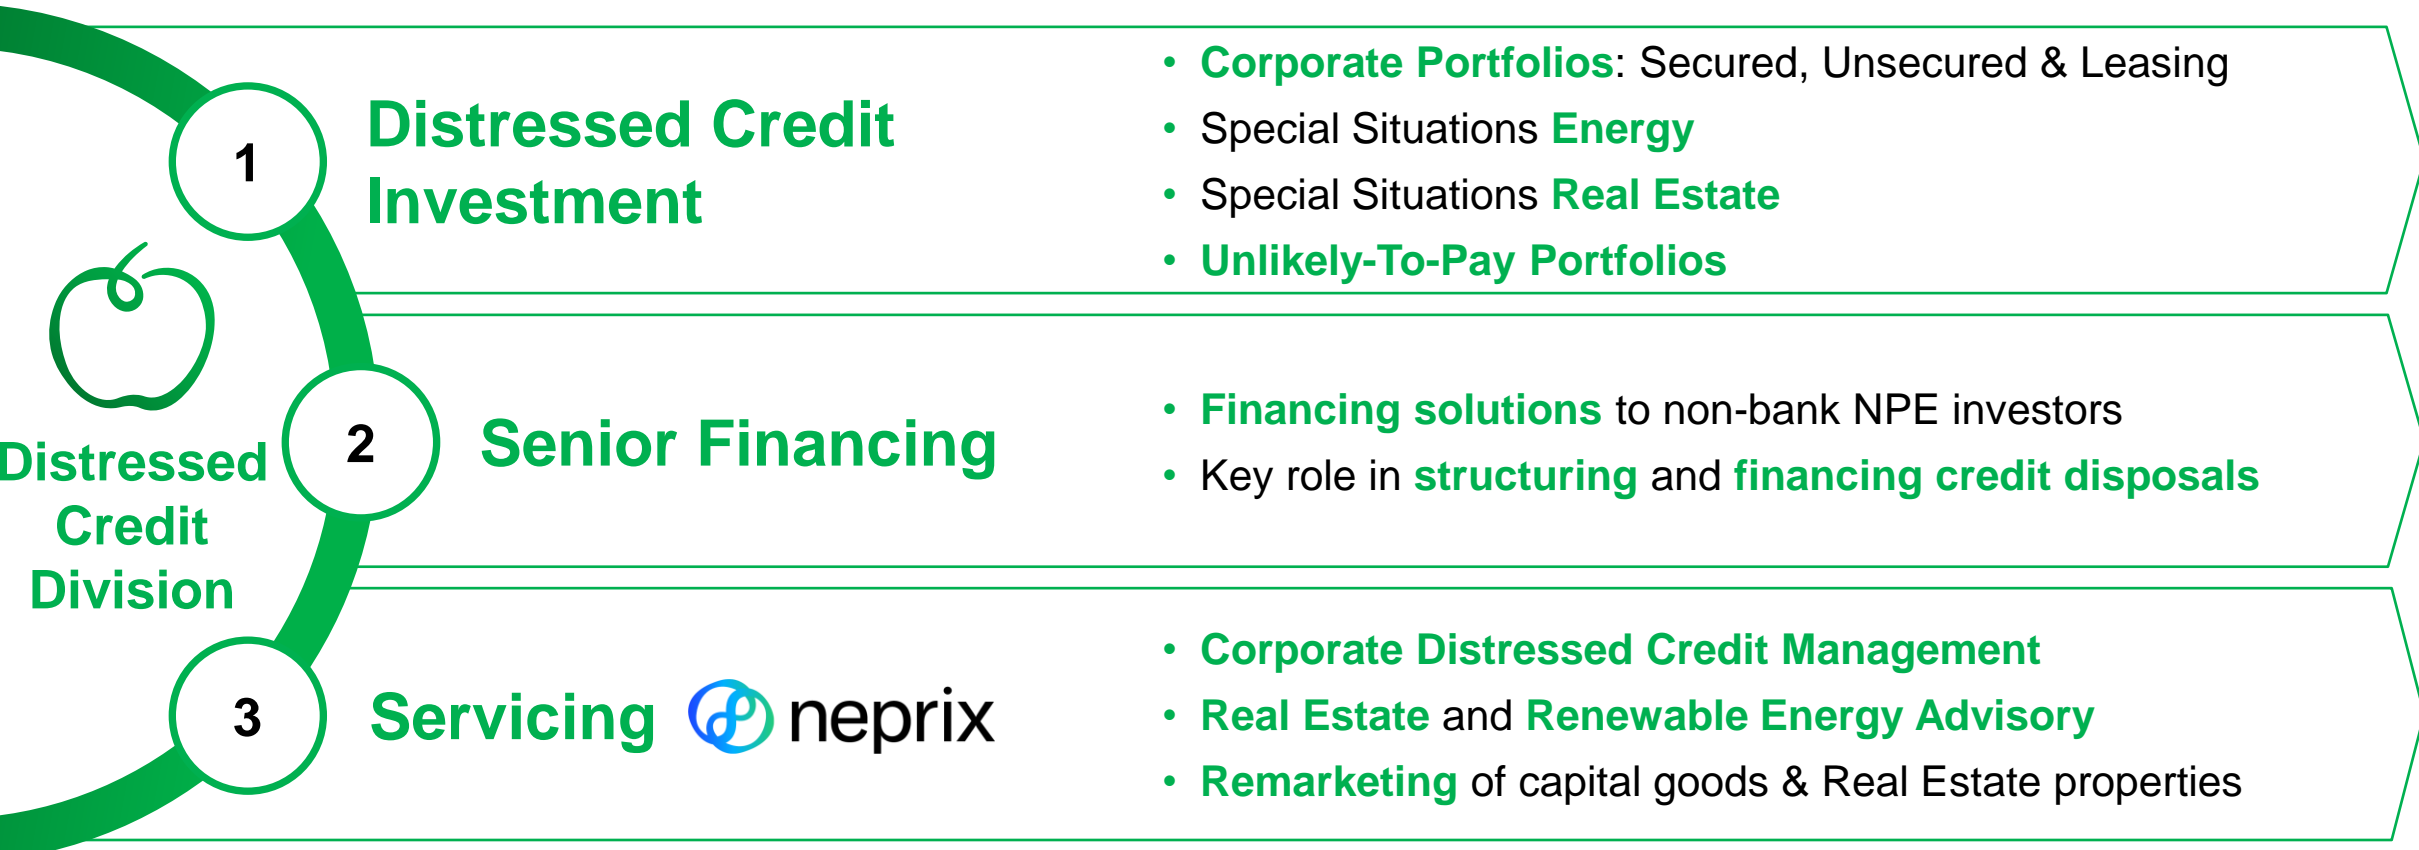 Distressed
Credit
Division
1
Distressed Credit
Investment
• Corporate Portfolios: Secured, Unsecured & Leasing
• Special Situations Energy
• Special Situations Real Estate
• Unlikely-To-Pay Portfolios
2
Senior Financing
• Financing solutions to non-bank NPE investors
• Key role in structuring and financing credit disposals
3
Servicing neprix
• Corporate Distressed Credit Management
• Real Estate and Renewable Energy Advisory
• Remarketing of capital goods & Real Estate properties